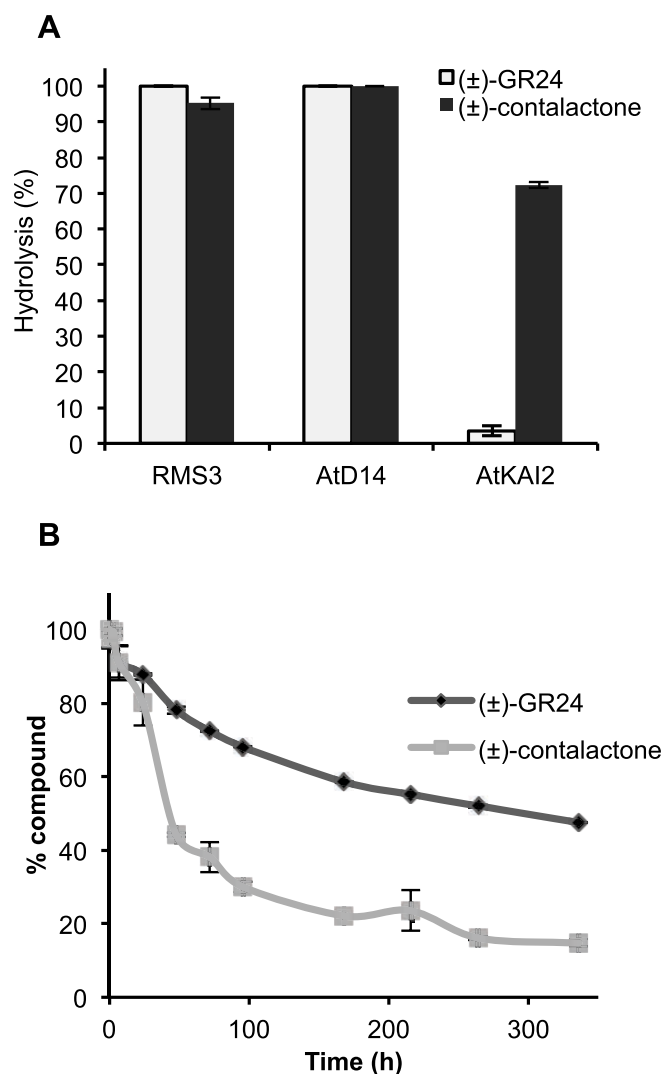 A
(±)-GR24
(±)-contalactone
Hydrolysis (%)
100
90
80
70
60
50
40
30
20
10
0
RMS3 AtD14 AtKAI2
B
(±)-GR24
(±)-contalactone
% compound
100
80
60
40
20
0
0 100 200 300
Time (h)